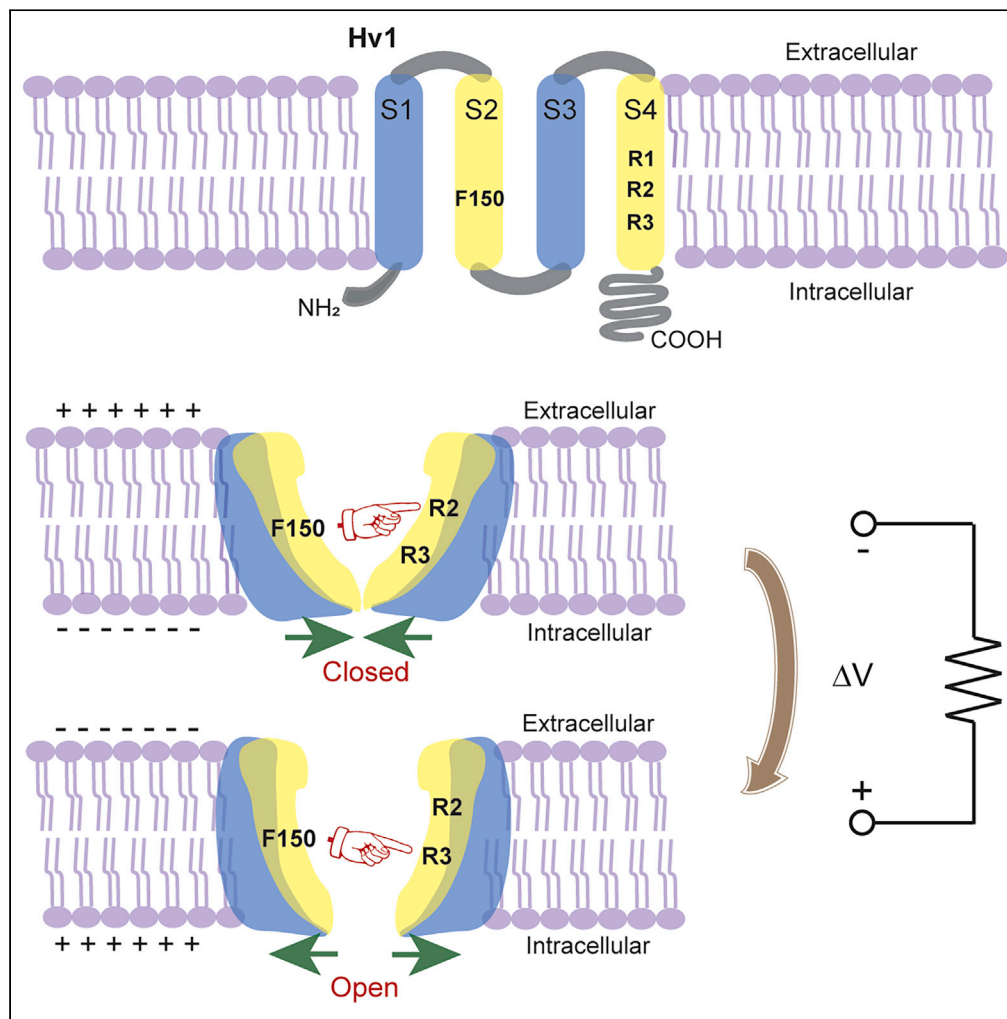 Hv1
Extracellular
S1
S2
S3
S4
R1
F150
R2
R3
NH₂
Intracellular
COOH
+ + + + + +
Extracellular
F150
R2
R3
- - - - - - -
Intracellular
Closed
-
ΔV
+
- - - - - - -
Extracellular
R2
F150
R3
+ + + + + +
Intracellular
Open